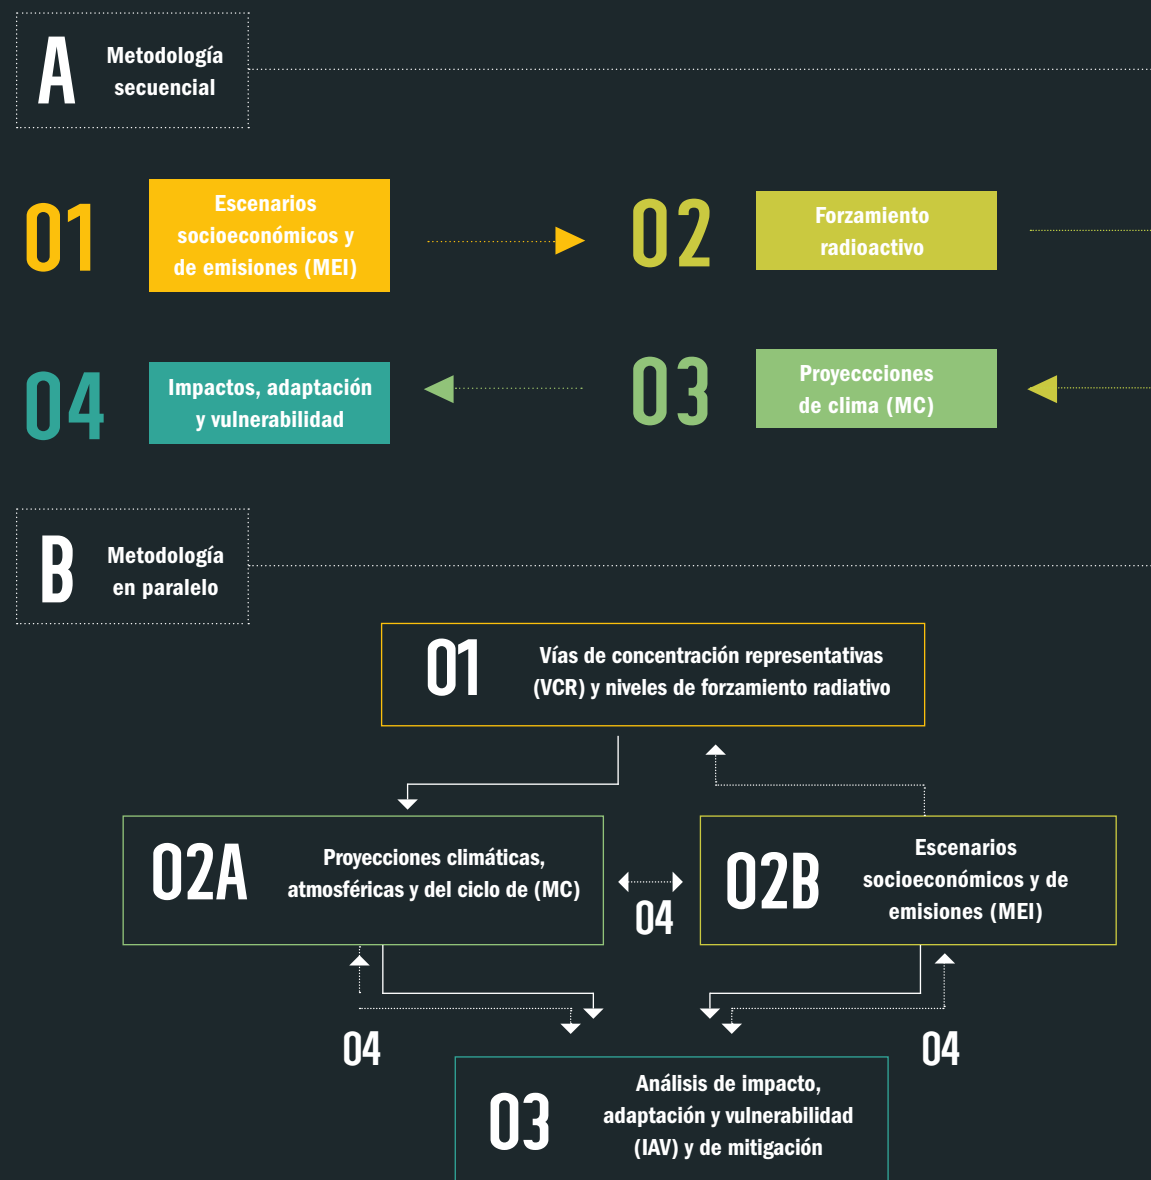 A
Metodología
secuencial
01
Escenarios
socioeconómicos y
de emisiones (MEI)
02
Forzamiento
radioactivo
04
Impactos, adaptación
y vulnerabilidad
03
Proyeccciones
de clima (MC)
B
Metodología
en paralelo
01
Vías de concentración representativas
(VCR) y niveles de forzamiento radiativo
02A
Proyecciones climáticas,
atmosféricas y del ciclo de (MC)
04
02B
Escenarios
socioeconómicos y de
emisiones (MEI)
04
04
03
Análisis de impacto,
adaptación y vulnerabilidad
(IAV) y de mitigación